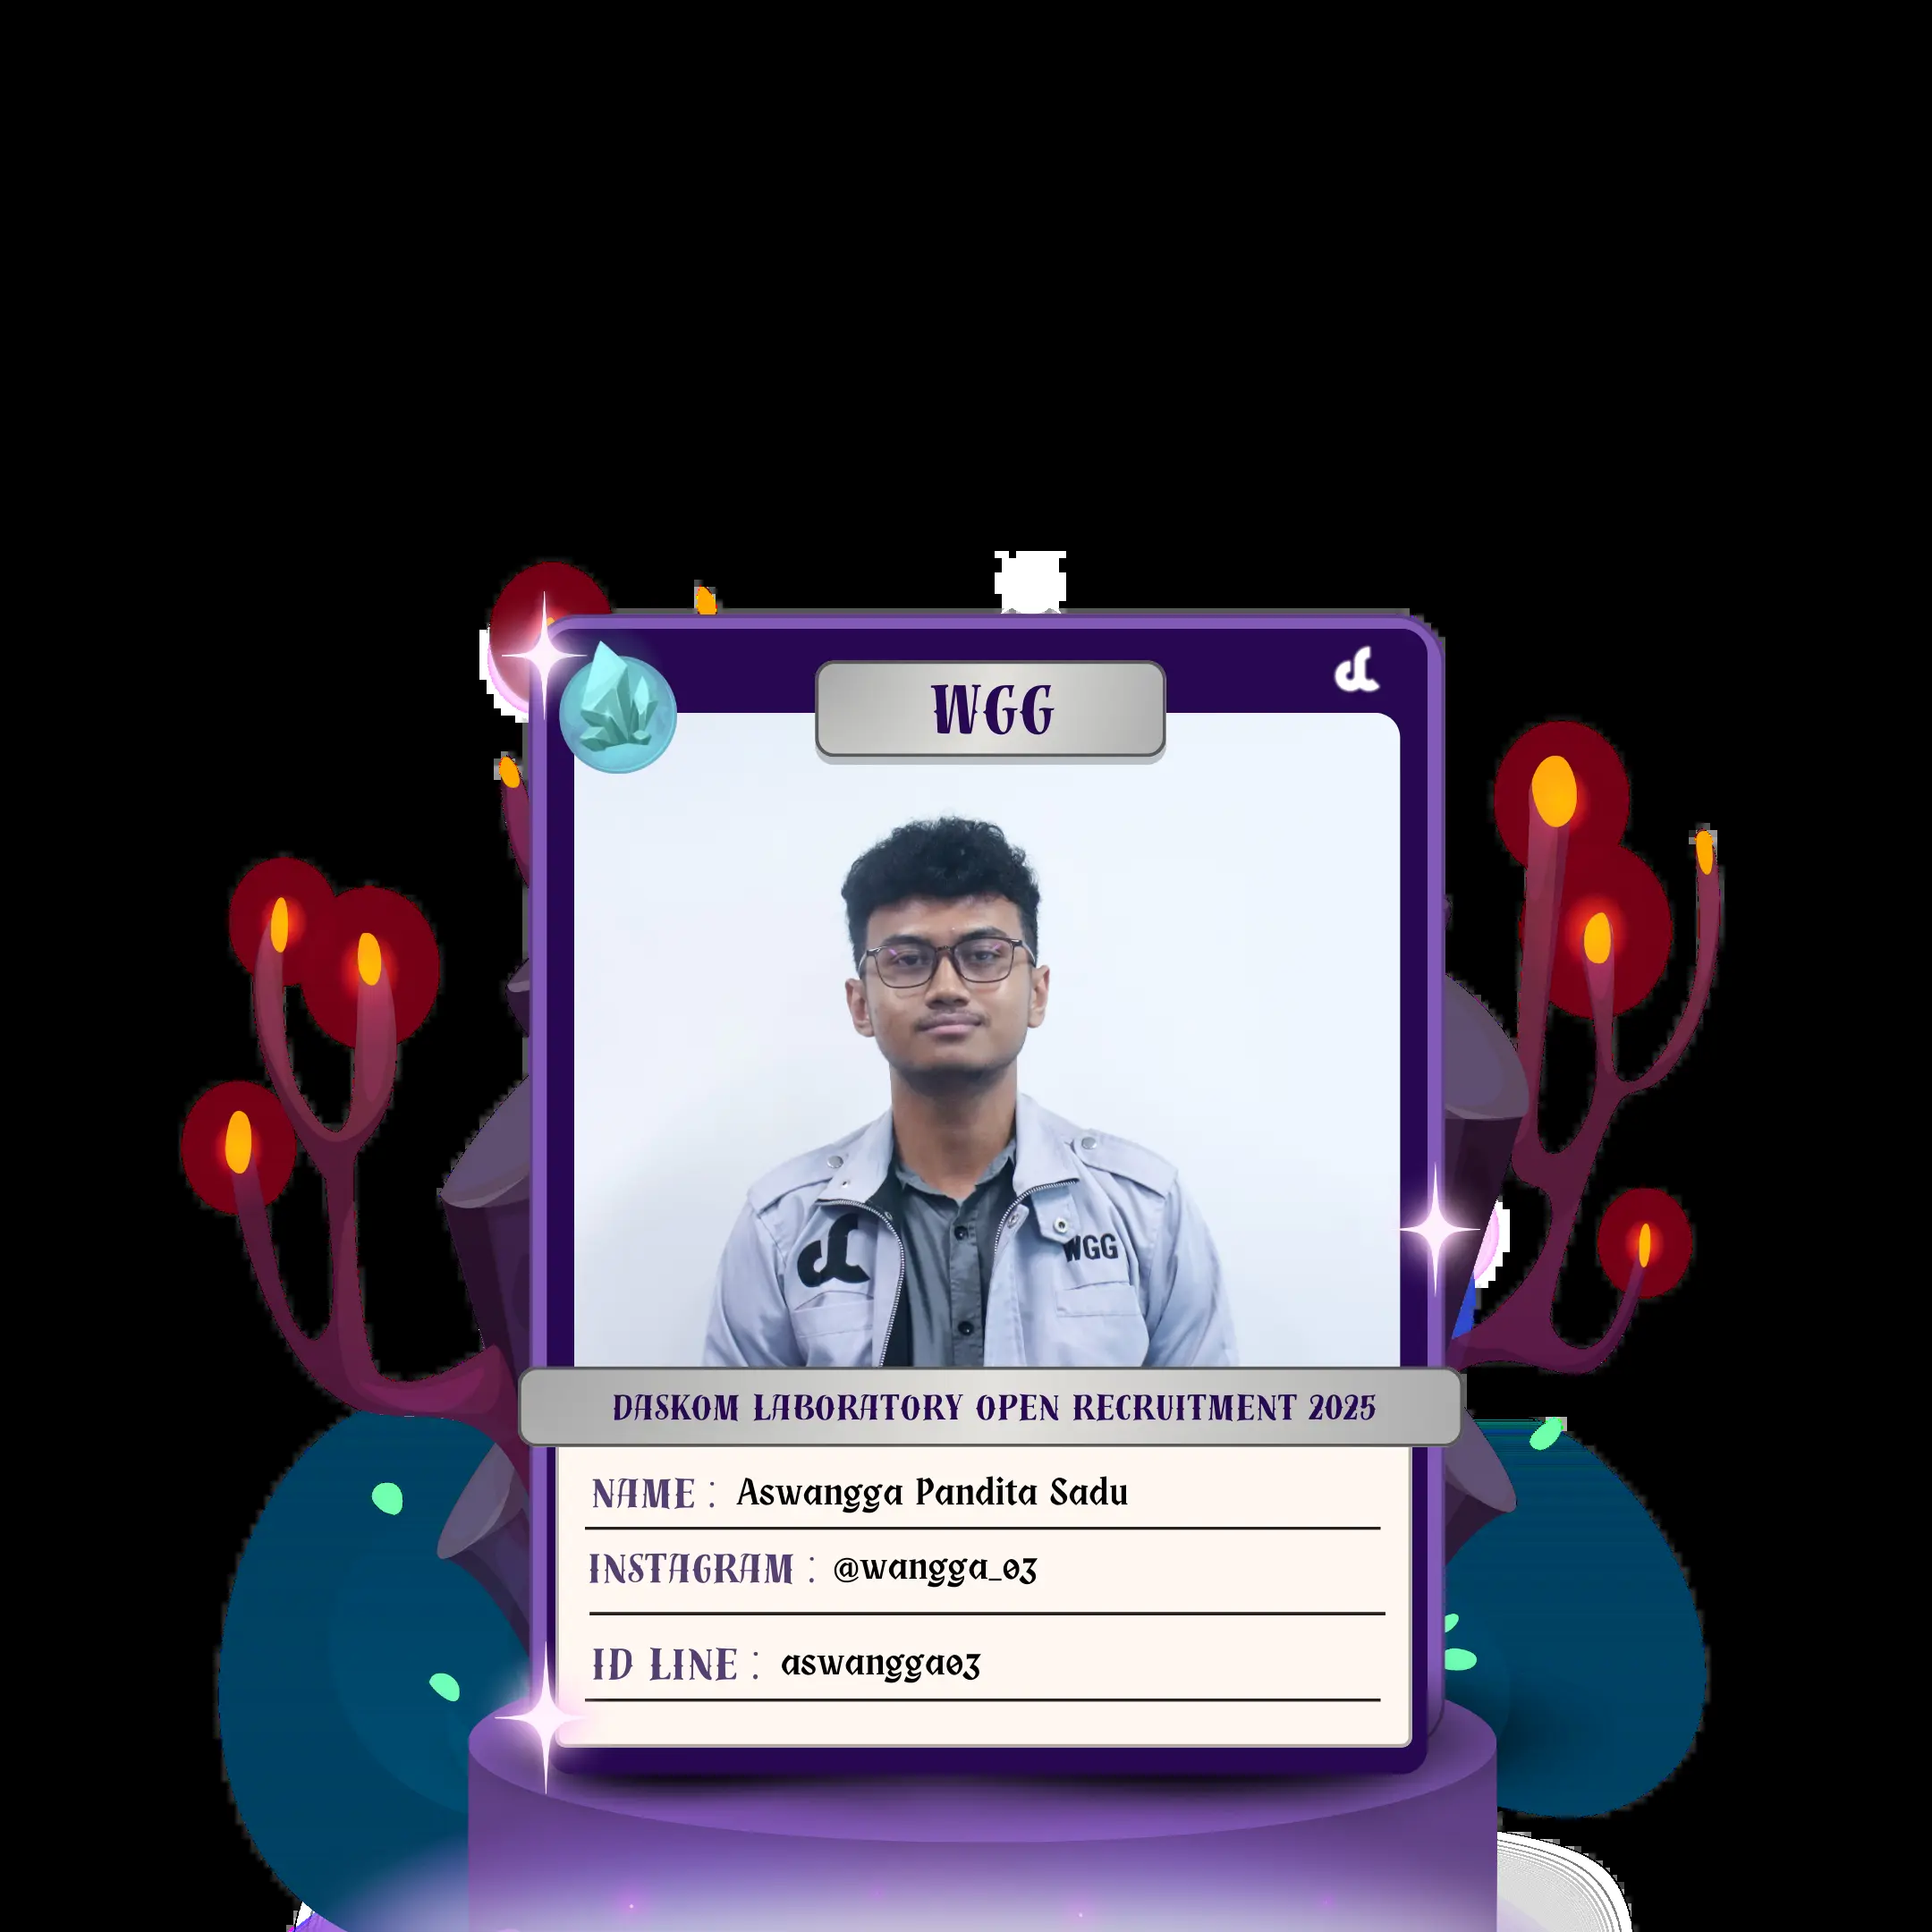 WGG
WGG
DASKOM LABORATORY OPEN RECRUITMENT 2025
NAME : Aswangga Pandita Sadu
INSTAGRAM : @wangga_03
ID LINE : aswangga03